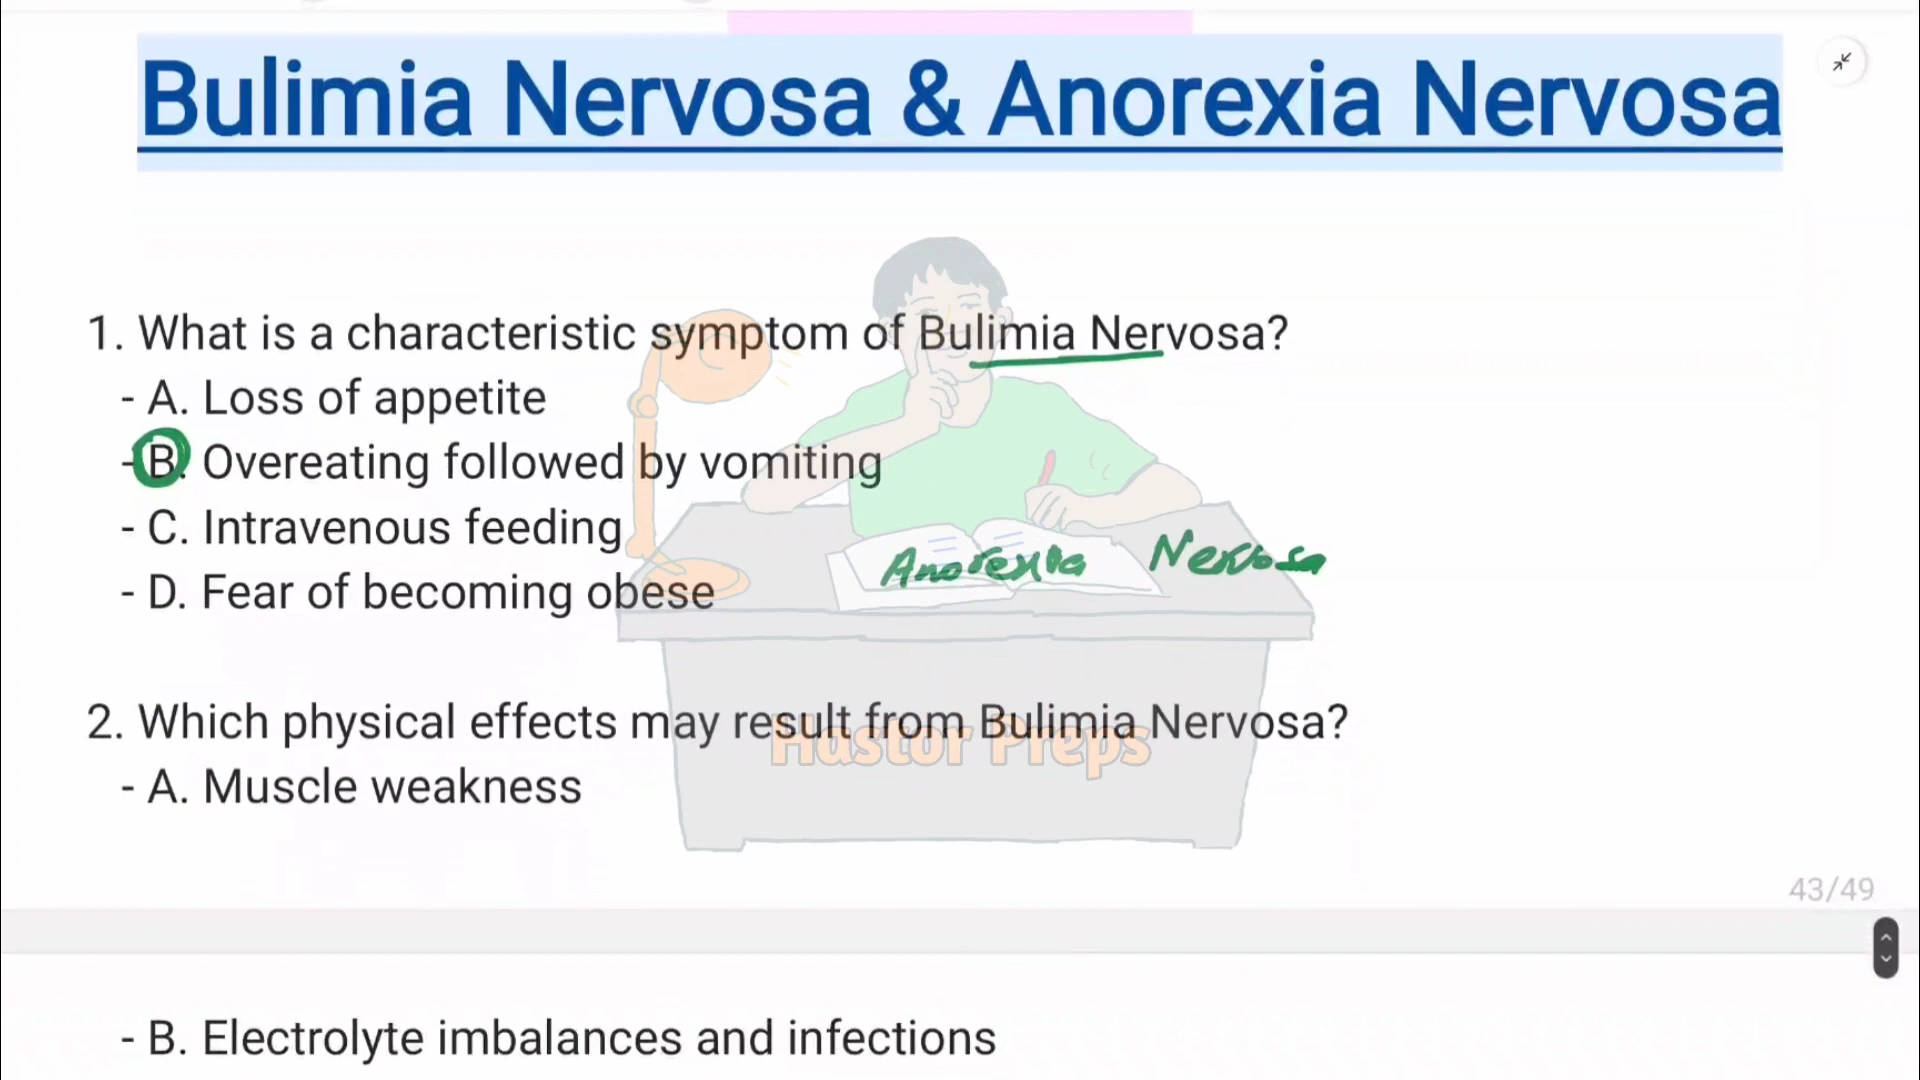 Bulimia Nervosa & Anorexia Nervosa
1. What is a characteristic symptom of Bulimia Nervosa?
- A. Loss of appetite
- B. Overeating followed by vomiting
- C. Intravenous feeding
Anorexia Nervosa
- D. Fear of becoming obese
2. Which physical effects may result from Bulimia Nervosa?
Hastor Preps
- A. Muscle weakness
43/49
- B. Electrolyte imbalances and infections